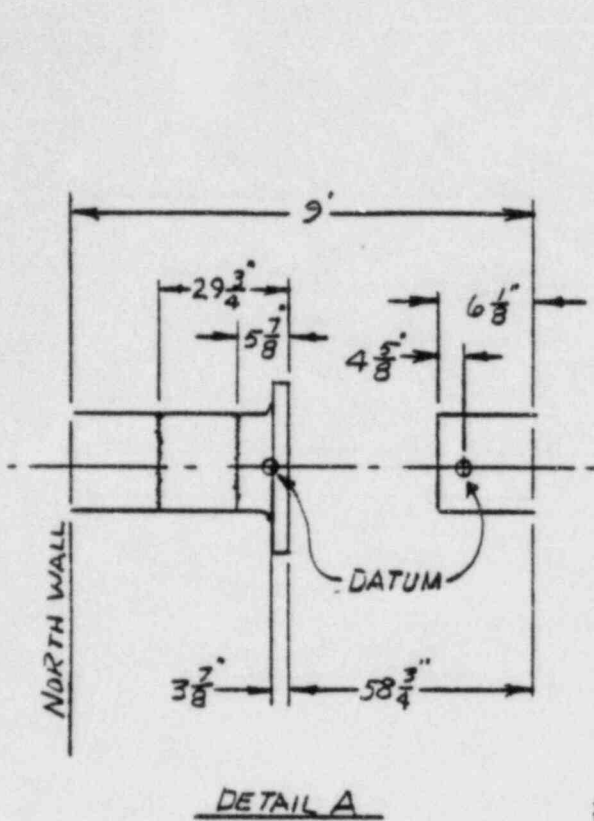 9'
29 3/4"
6 1/8"
5 7/8"
4 5/8"
NORTH WALL
DATUM
3 7/8"
58 3/4"
DETAIL A